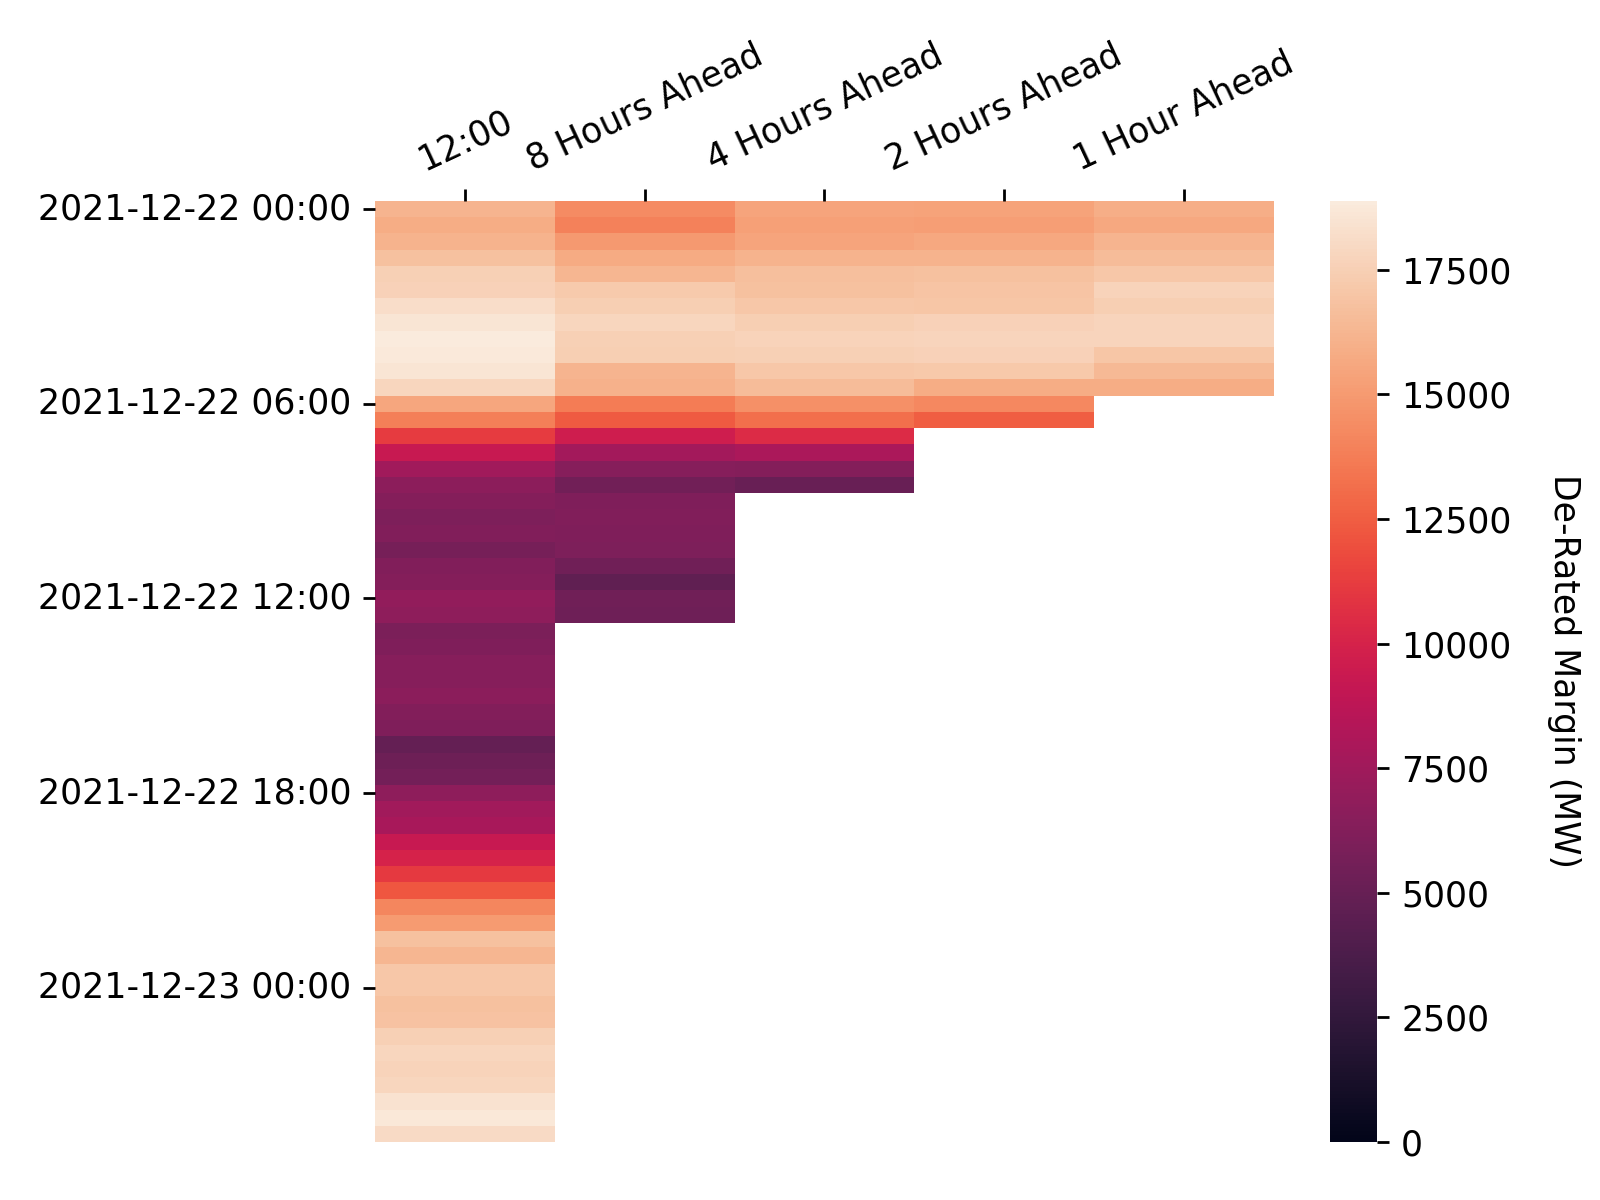 12:00
8 Hours Ahead
4 Hours Ahead
2 Hours Ahead
1 Hour Ahead
2021-12-22 00:00
2021-12-22 06:00
2021-12-22 12:00
2021-12-22 18:00
2021-12-23 00:00
17500
15000
12500
10000
7500
5000
2500
0
De-Rated Margin (MW)